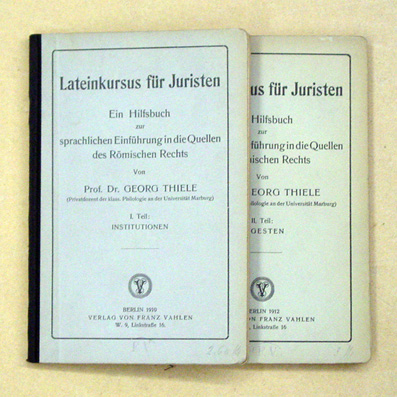 Lateinkursus für Juristen
Ein Hilfsbuch
zur
sprachlichen Einführung in die Quellen
des Römischen Rechts
Von
Prof. Dr. GEORG THIELE
(Privatdozent der klass. Philologie an der Universität Marburg)
I. Teil:
INSTITUTIONEN
BERLIN 1910
VERLAG VON FRANZ VAHLEN
W. 9, Linkstraße 16.
us für Juristen
Hilfsbuch
zur
führung in die Quellen
ischen Rechts
Von
EORG THIELE
ilologie an der Universität Marburg)
II. Teil:
GESTEN
BERLIN 1912
ON FRANZ VAHLEN
Linkstraße 16